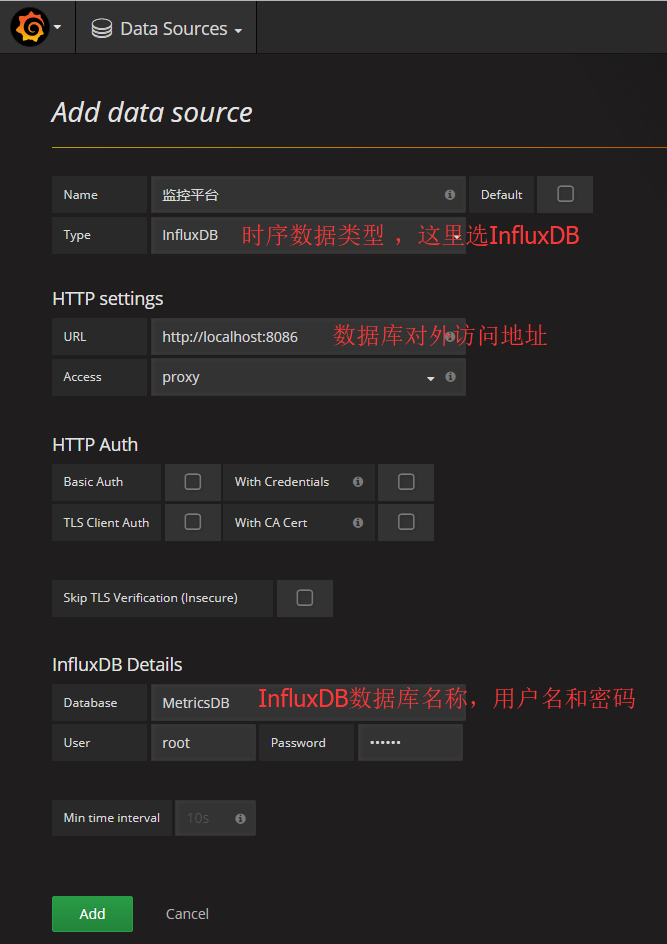 Data Sources
Add data source
Name 监控平台 Default
Type InfluxDB 时序数据类型 ，这里选InfluxDB
HTTP settings
URL http://localhost:8086 数据库对外访问地址
Access proxy
HTTP Auth
Basic Auth With Credentials
TLS Client Auth With CA Cert
Skip TLS Verification (Insecure)
InfluxDB Details
Database MetricsDB InfluxDB数据库名称，用户名和密码
User root Password ••••••
Min time interval 10s
Add Cancel